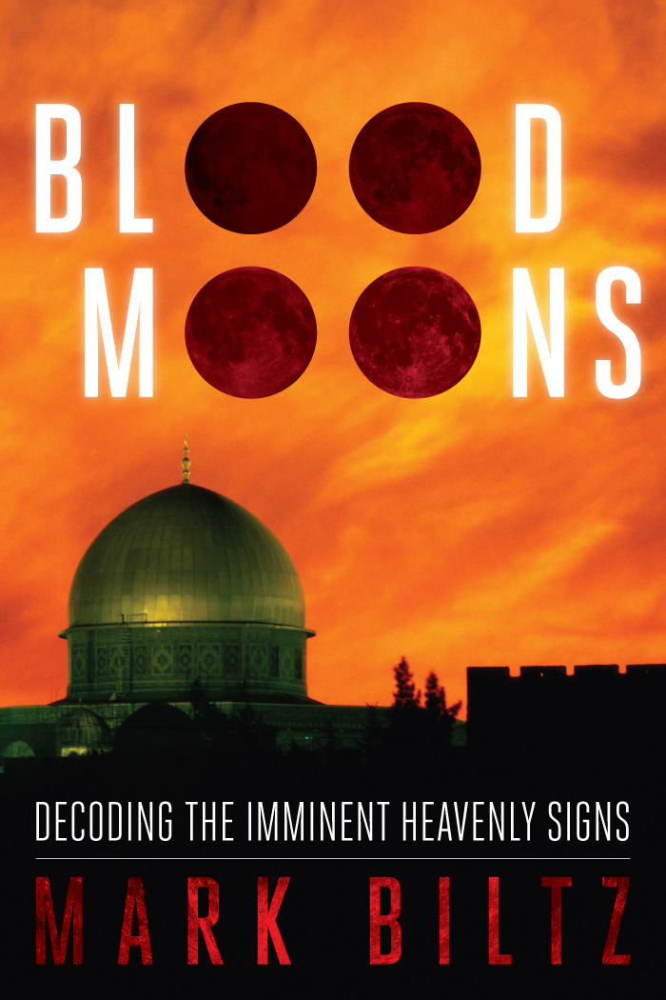 BLOOD
MOONS
DECODING THE IMMINENT HEAVENLY SIGNS
MARK BILTZ